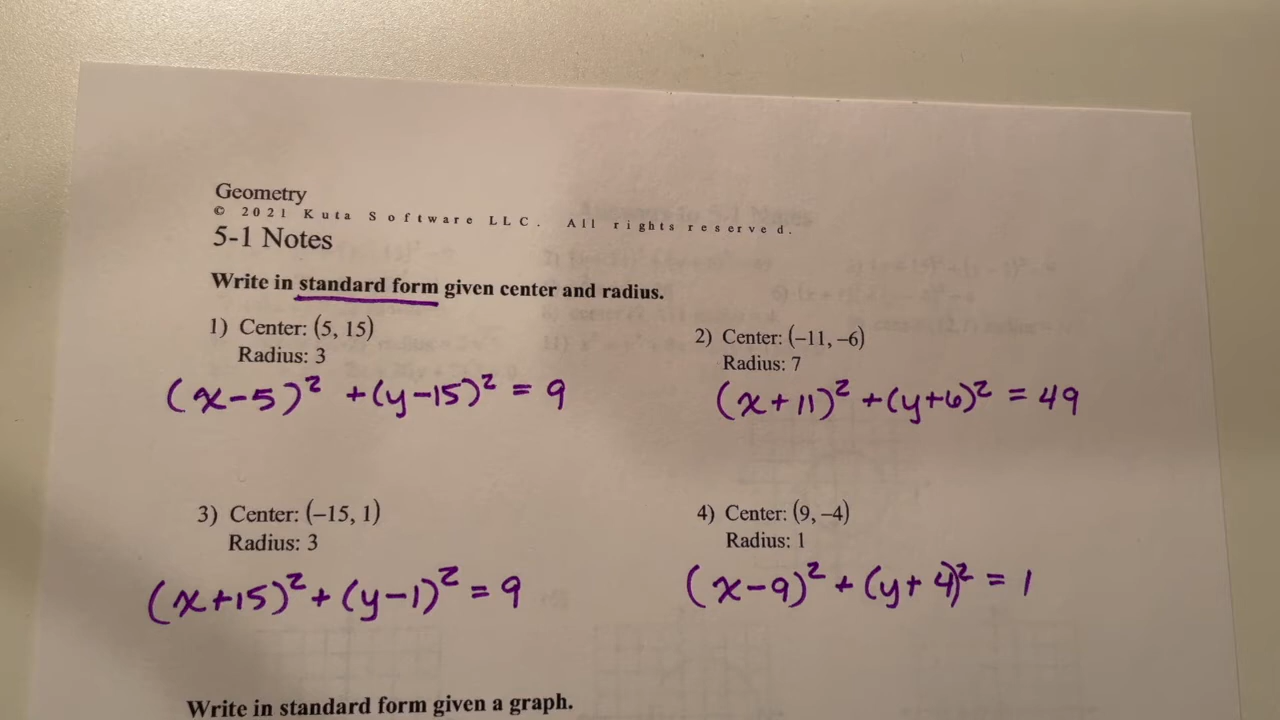 Geometry
© 2021 Kuta Software LLC. All rights reserved.
5-1 Notes
Write in standard form given center and radius.
1) Center: (5, 15)
Radius: 3
(x-5)² +(y-15)² = 9
2) Center: (−11, −6)
Radius: 7
(x+11)² +(y+6)² = 49
3) Center: (−15, 1)
Radius: 3
(x+15)² + (y-1)² = 9
4) Center: (9, −4)
Radius: 1
(x-9)² + (y+4)² = 1
Write in standard form given a graph.